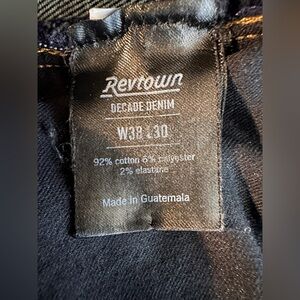 Revtown
DECADE DENIM
W38 L30
92% cotton 6% polyester
2% elastane
Made in Guatemala